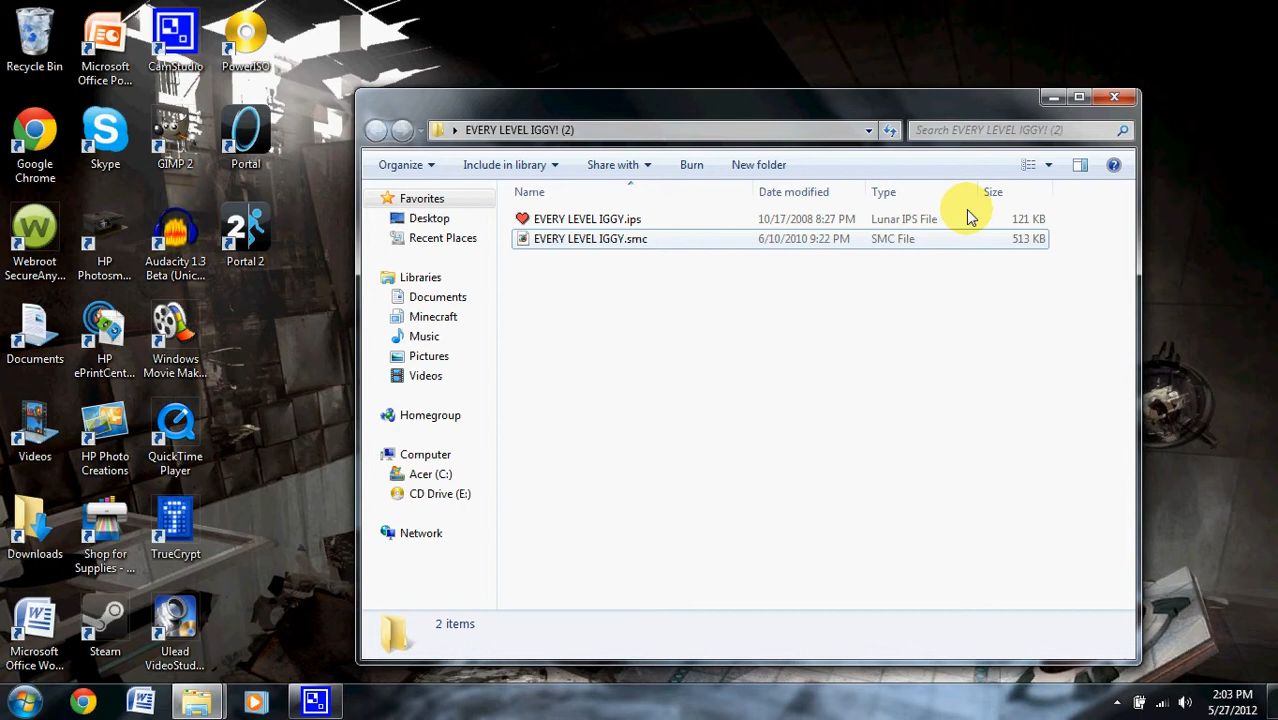 Recycle Bin
Microsoft
Office Po...
CamStudio
PowerISO
Google
Chrome
Skype
GIMP 2
Portal
Webroot
SecureAny...
HP
Photosm...
Audacity 1.3
Beta (Unic...
Portal 2
Documents
HP
ePrintCent...
Windows
Movie Mak...
Videos
HP Photo
Creations
QuickTime
Player
Downloads
Shop for
Supplies - ...
TrueCrypt
Microsoft
Office Wo...
Steam
Ulead
VideoStud...
EVERY LEVEL IGGY! (2)
Search EVERY LEVEL IGGY! (2)
Organize
Include in library
Share with
Burn
New folder
Favorites
Desktop
Recent Places
Libraries
Documents
Minecraft
Music
Pictures
Videos
Homegroup
Computer
Acer (C:)
CD Drive (E:)
Network
Name Date modified Type Size
EVERY LEVEL IGGY.ips 10/17/2008 8:27 PM Lunar IPS File 121 KB
EVERY LEVEL IGGY.smc 6/10/2010 9:22 PM SMC File 513 KB
2 items
2:03 PM
5/27/2012